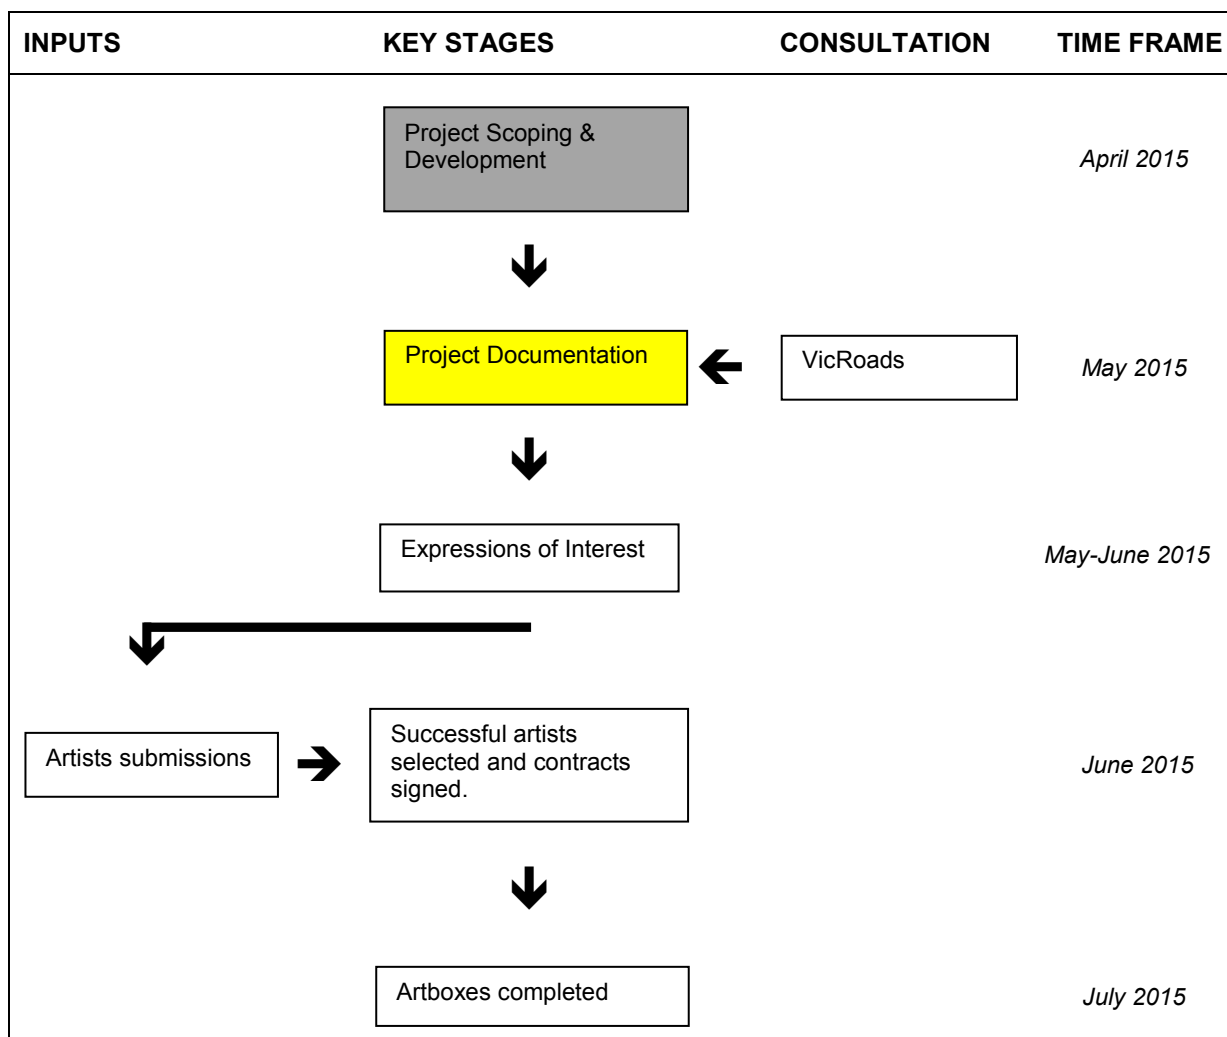 INPUTS KEY STAGES CONSULTATION TIME FRAME
Project Scoping &
Development
April 2015
Project Documentation
VicRoads
May 2015
Expressions of Interest
May-June 2015
Artists submissions
Successful artists
selected and contracts
signed.
June 2015
Artboxes completed
July 2015